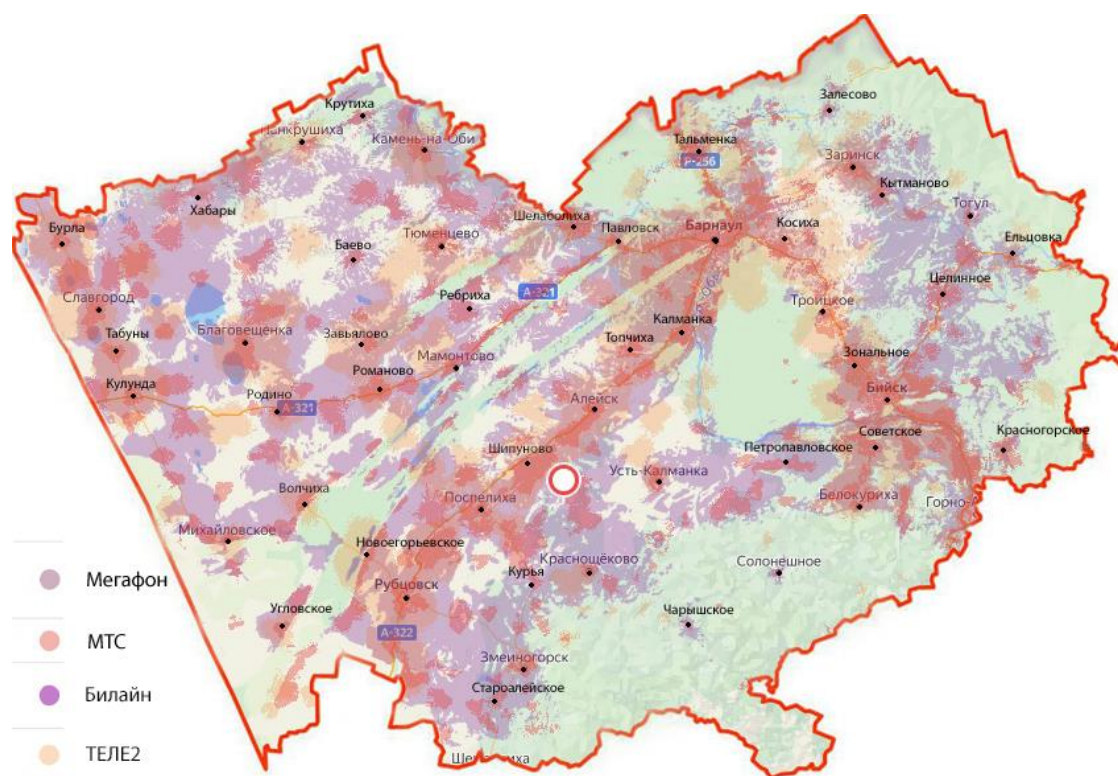 Залесово
Крутиха
Панкрушиха
Камень-на-Оби
Тальменка
Р-256
Заринск
Кытманово
Хабары
Тогул
Бурла
Шелаболиха
Павловск
Барнаул
Косиха
Тюменцево
Баево
Ельцовка
Целинное
Славгород
А-321
Ребриха
Троицкое
Табуны
Благовещенка
Завьялово
Топчиха
Калманка
Мамонтово
Зональное
Кулунда
Романово
Родино
А-321
Алейск
Бийск
Советское
Красногорское
Шипуново
Петропавловское
Усть-Калманка
Волчиха
Поспелиха
Белокуриха
Михайловское
Новоегорьевское
Краснощёково
Солонешное
Мегафон
Курья
Рубцовск
Угловское
Чарышское
А-322
МТС
Змеиногорск
Билайн
Староалейское
ТЕЛЕ2